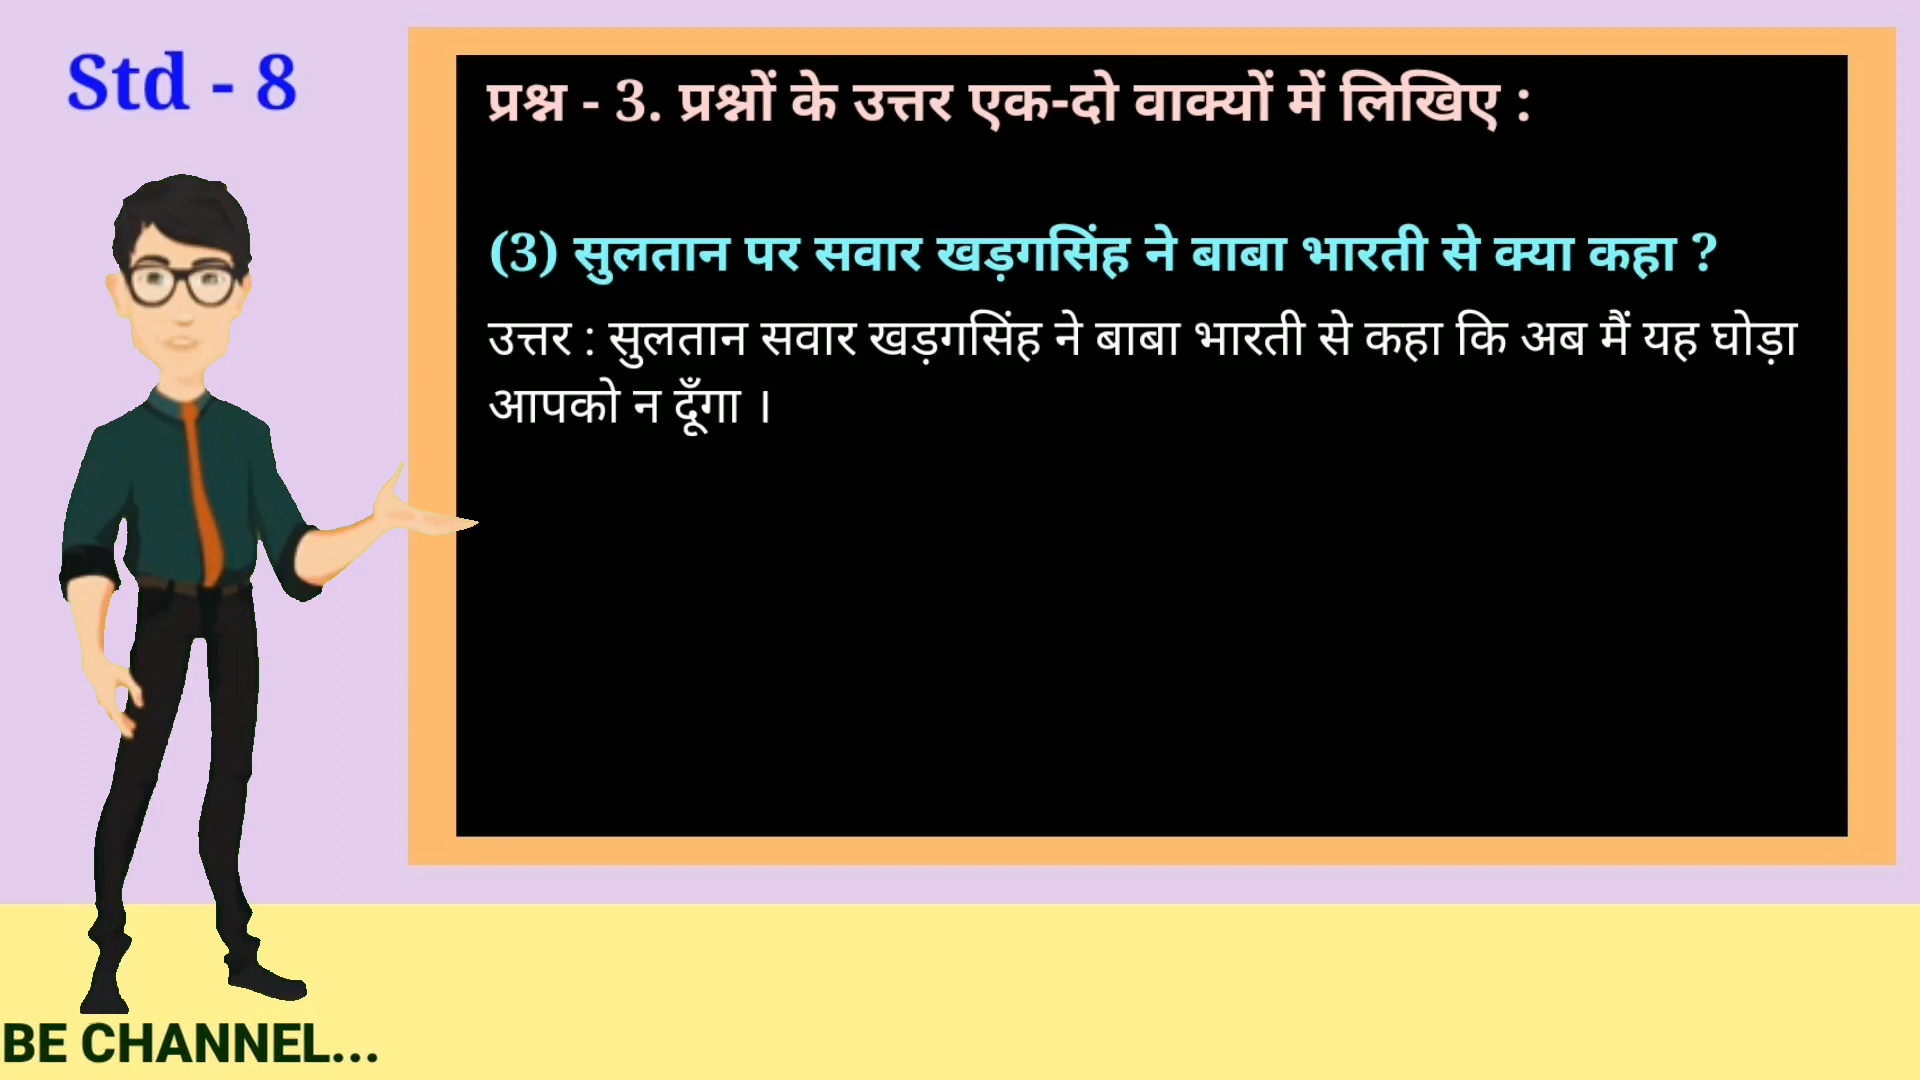 Std - 8
प्रश्न - 3. प्रश्नों के उत्तर एक-दो वाक्यों में लिखिए :
(3) सुलतान पर सवार खड़गसिंह ने बाबा भारती से क्या कहा ?
उत्तर : सुलतान सवार खड़गसिंह ने बाबा भारती से कहा कि अब मैं यह घोड़ा
आपको न दूँगा ।
BE CHANNEL...